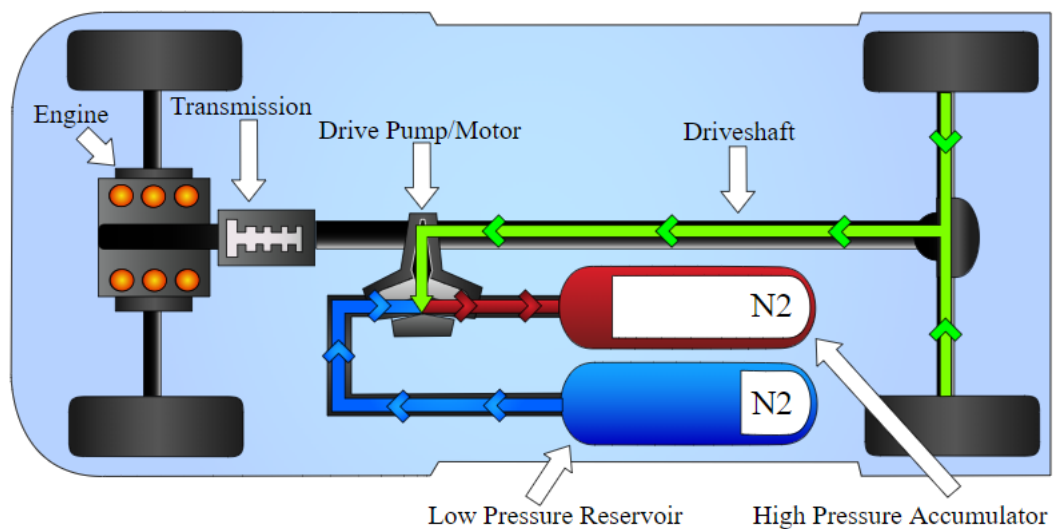 Transmission
Engine
Drive Pump/Motor
Driveshaft
N2
N2
Low Pressure Reservoir
High Pressure Accumulator